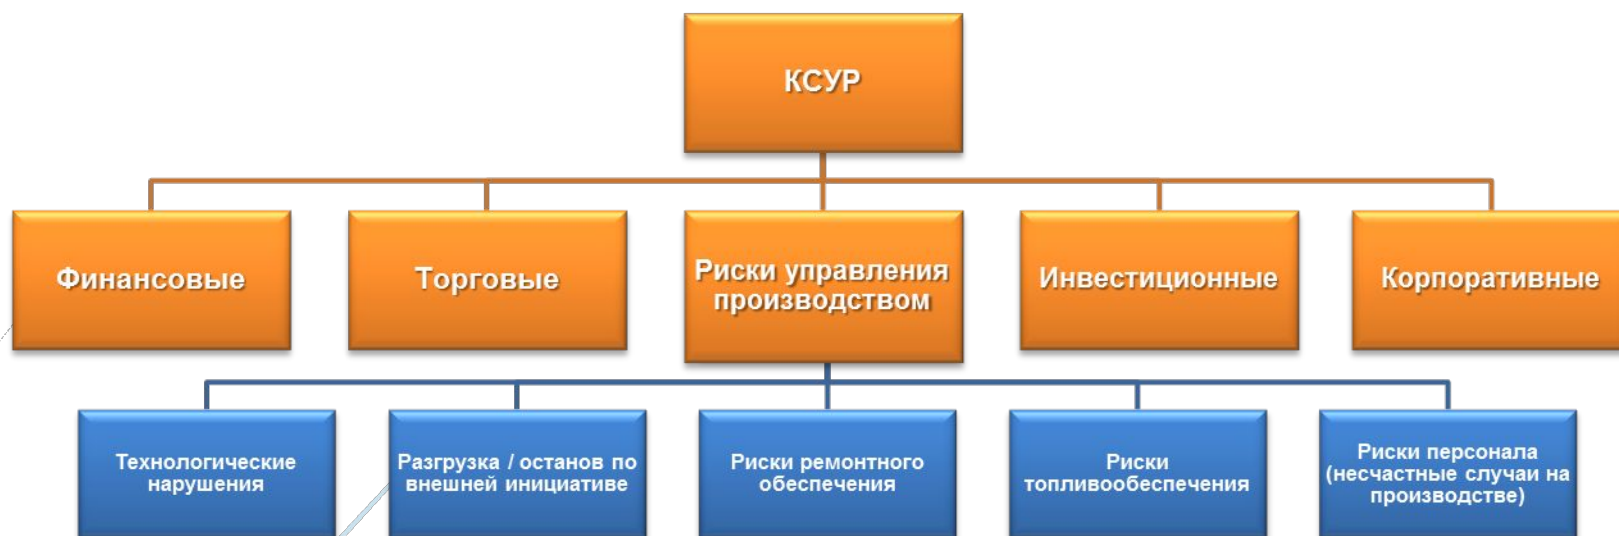 КСУР
Финансовые
Торговые
Риски управления
производством
Инвестиционные
Корпоративные
Технологические
нарушения
Разгрузка / останов по
внешней инициативе
Риски ремонтного
обеспечения
Риски
топливообеспечения
Риски персонала
(несчастные случаи на
производстве)